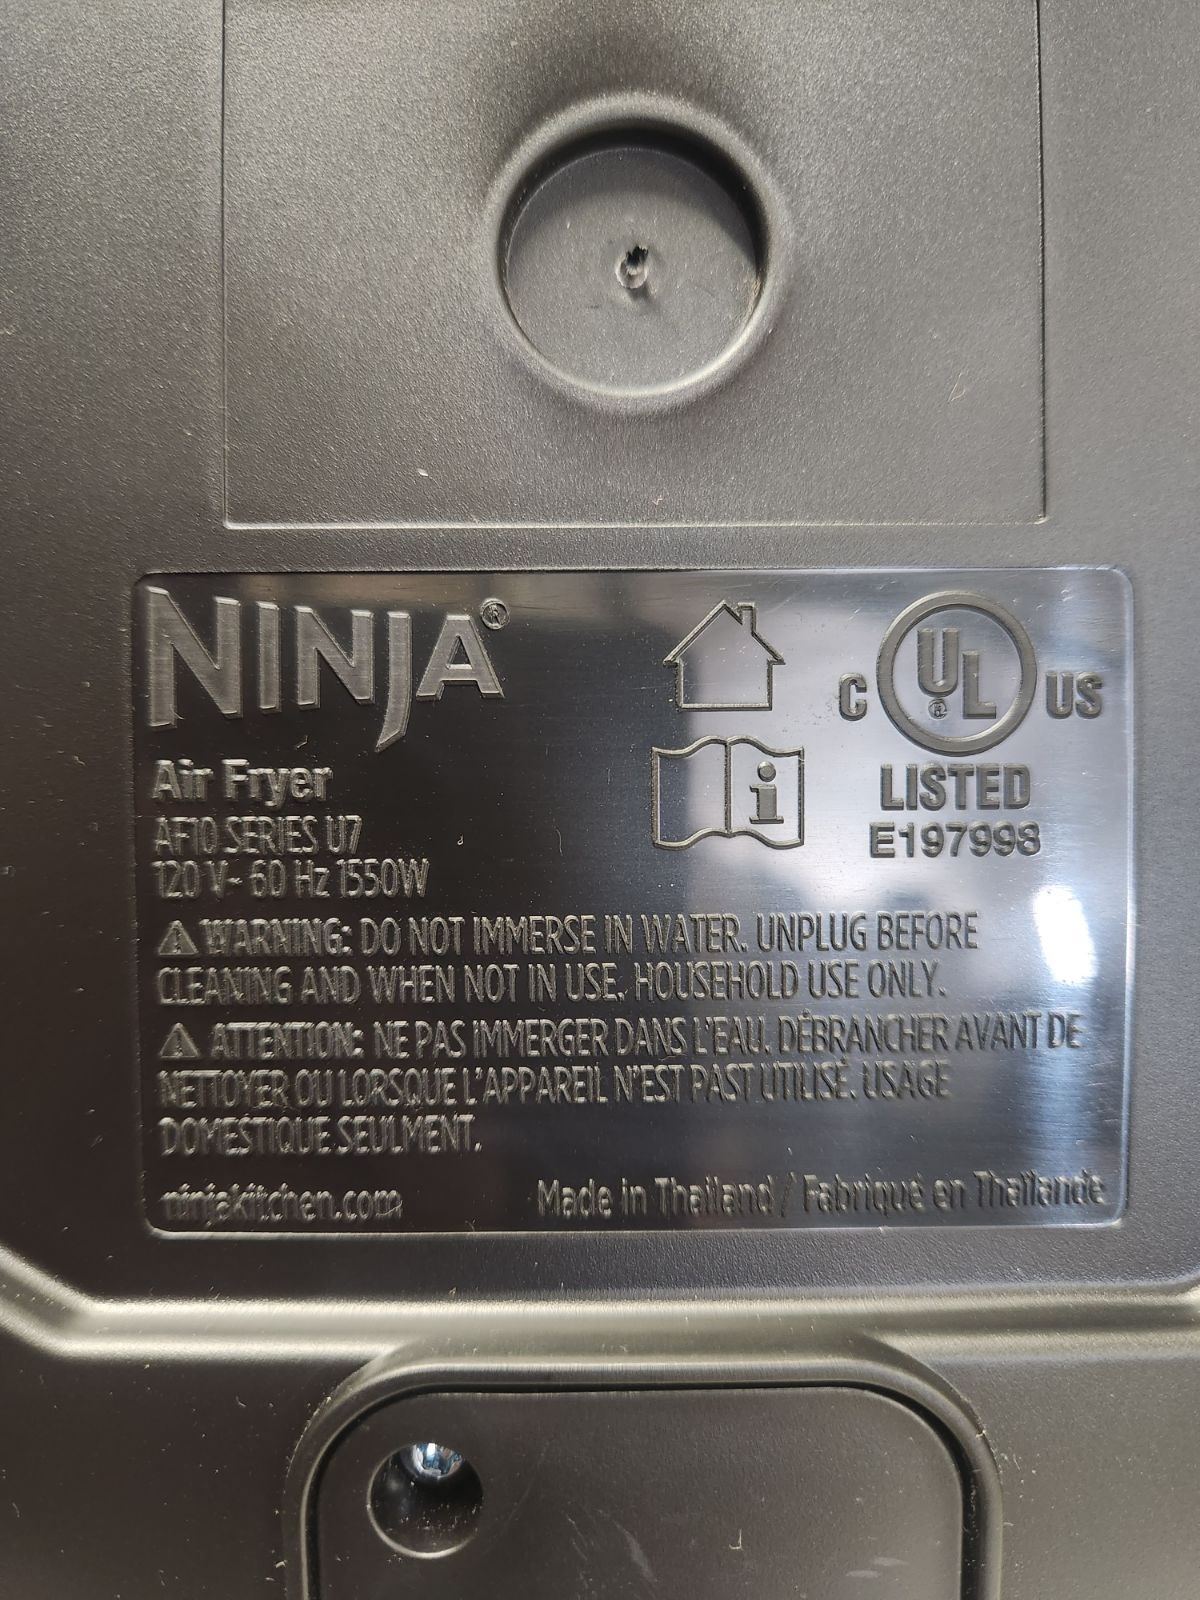 NINJA®
Air Fryer
AF10 SERIES U7
120 V~ 60 Hz 1550W
C UL® US
LISTED
E197998
⚠ WARNING: DO NOT IMMERSE IN WATER. UNPLUG BEFORE
CLEANING AND WHEN NOT IN USE. HOUSEHOLD USE ONLY.
⚠ ATTENTION: NE PAS IMMERGER DANS L'EAU. DÉBRANCHER AVANT DE
NETTOYER OU LORSQUE L'APPAREIL N'EST PAST UTILISÉ. USAGE
DOMESTIQUE SEULMENT.
ninjakitchen.com
Made in Thailand / Fabriqué en Thaïlande